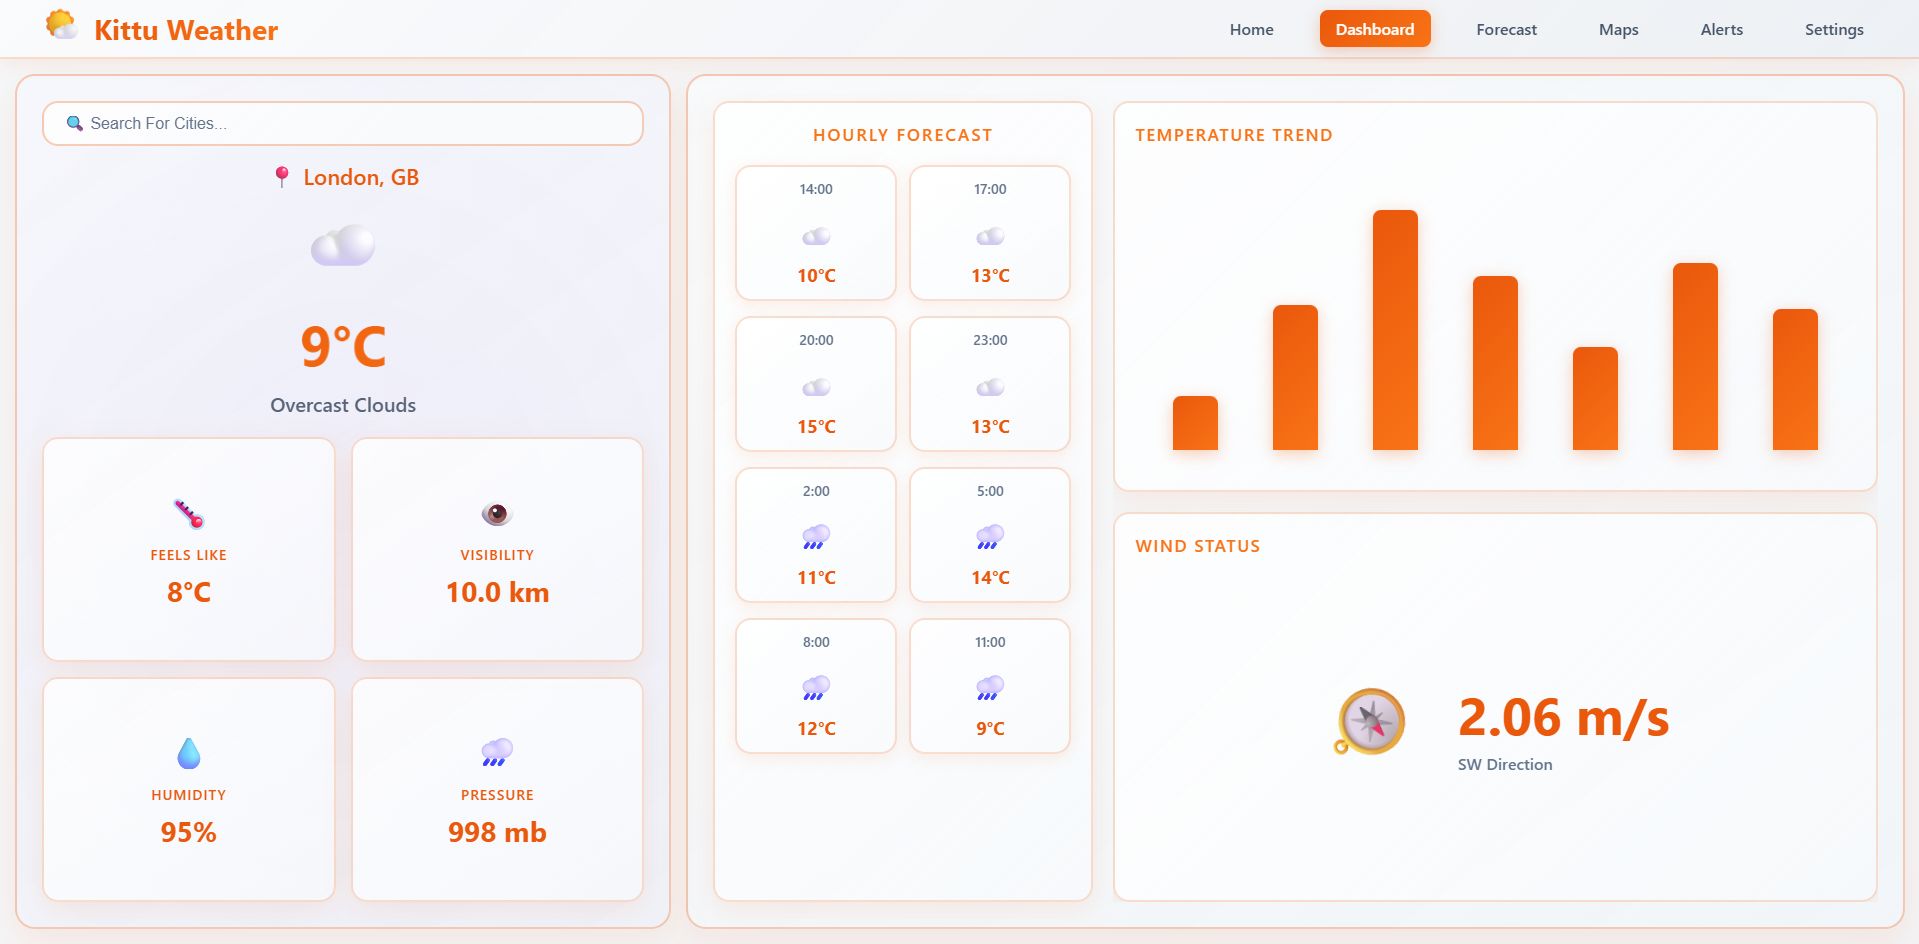 Kittu Weather
Home
Dashboard
Forecast
Maps
Alerts
Settings
Search For Cities...
London, GB
9°C
Overcast Clouds
FEELS LIKE
8°C
VISIBILITY
10.0 km
HUMIDITY
95%
PRESSURE
998 mb
HOURLY FORECAST
14:00
10°C
17:00
13°C
20:00
15°C
23:00
13°C
2:00
11°C
5:00
14°C
8:00
12°C
11:00
9°C
TEMPERATURE TREND
WIND STATUS
2.06 m/s
SW Direction